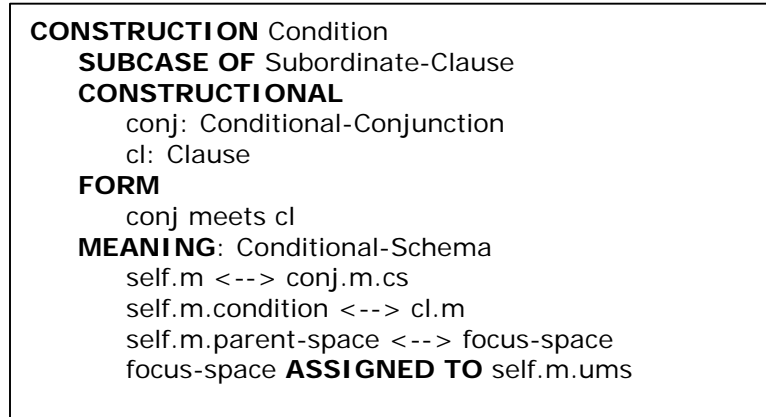 CONSTRUCTION Condition
SUBCASE OF Subordinate-Clause
CONSTRUCTIONAL
conj: Conditional-Conjunction
cl: Clause
FORM
conj meets cl
MEANING: Conditional-Schema
self.m <--> conj.m.cs
self.m.condition <--> cl.m
self.m.parent-space <--> focus-space
focus-space ASSIGNED TO self.m.ums